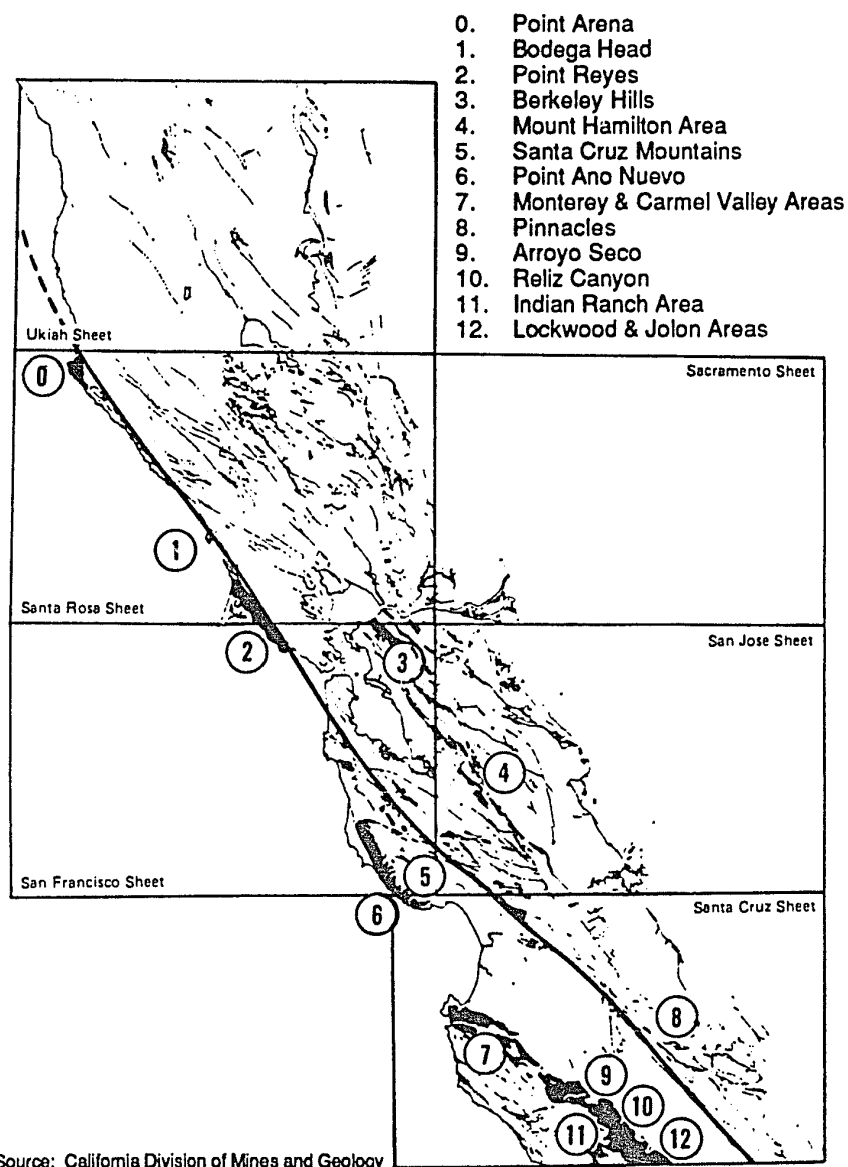 0. Point Arena
1. Bodega Head
2. Point Reyes
3. Berkeley Hills
4. Mount Hamilton Area
5. Santa Cruz Mountains
6. Point Ano Nuevo
7. Monterey & Carmel Valley Areas
8. Pinnacles
9. Arroyo Seco
10. Reliz Canyon
11. Indian Ranch Area
12. Lockwood & Jolon Areas
Ukiah Sheet
0
Sacramento Sheet
1
Santa Rosa Sheet
2
3
San Jose Sheet
4
5
San Francisco Sheet
6
Santa Cruz Sheet
8
7
9
10
11
12
Source: California Division of Mines and Geology